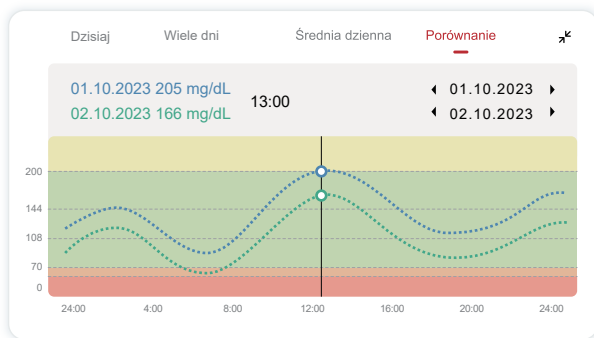 Dzisiaj Wiele dni Średnia dzienna Porównanie
01.10.2023 205 mg/dL
02.10.2023 166 mg/dL
13:00
01.10.2023
02.10.2023
200
144
108
70
0
24:00 4:00 8:00 12:00 16:00 20:00 24:00